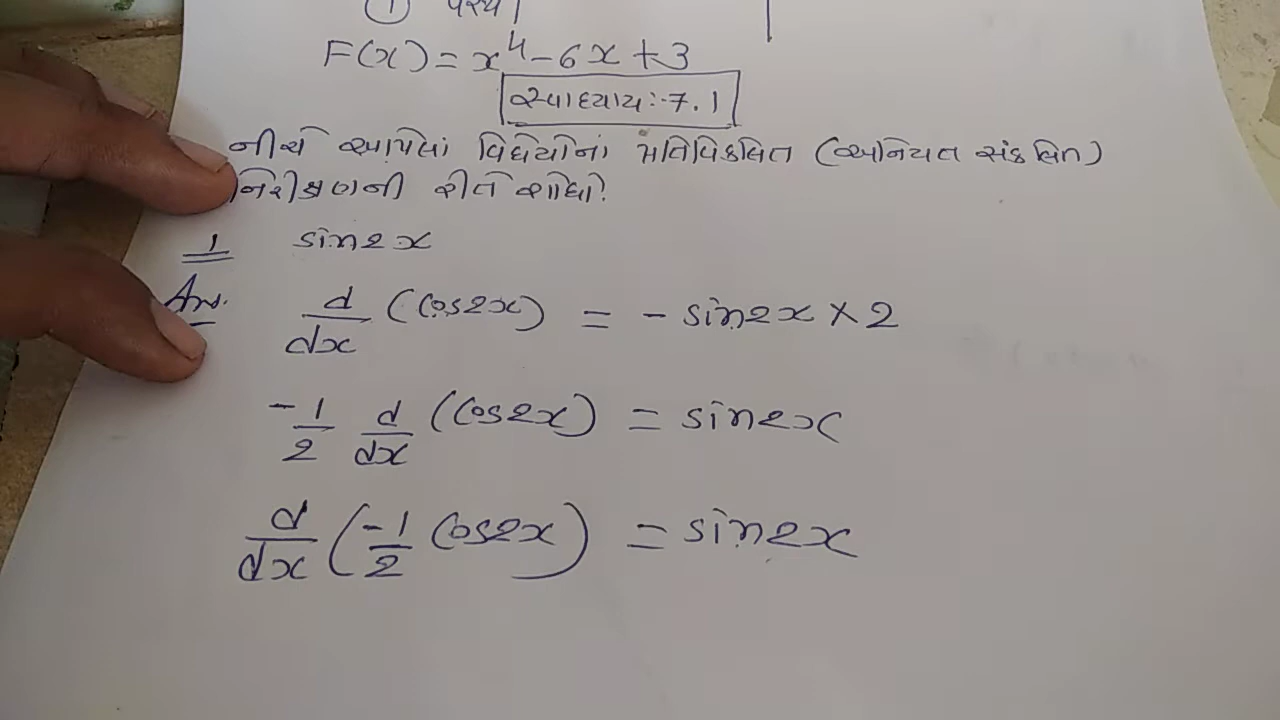 ①
F(x) = x⁴ - 6x + 3
સ્વાધ્યાય :- 7.1
નીચે આપેલાં વિધેયોનાં પ્રતિવિકલિત (અનિયત સંકલિત)
નિરીક્ષણની રીતે શોધો.
1 sin2x
Ans. d/dx (cos2x) = - sin2x × 2
-1/2 d/dx (cos2x) = sin2x
d/dx (-1/2 cos2x) = sin2x